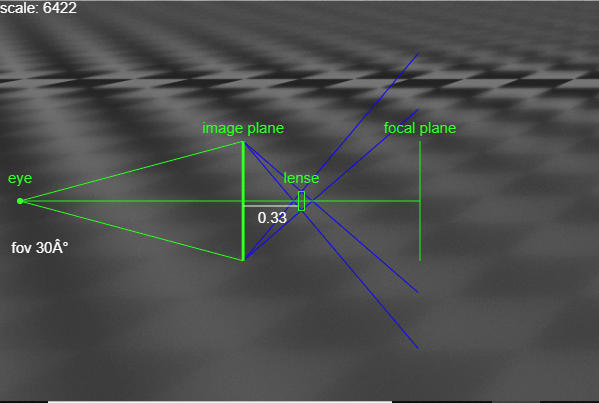 scale: 6422
image plane
focal plane
eye
lense
0.33
fov 30Â°